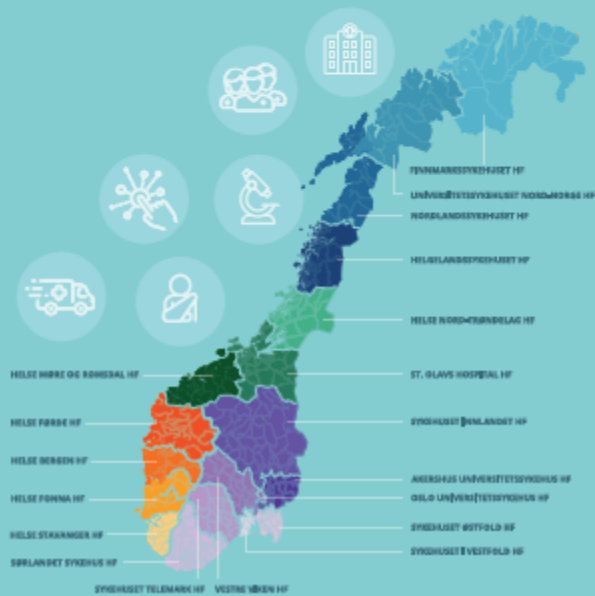 FINNMARKSSYKEHUSET HF
UNIVERSITETSSYKEHUSET NORD-NORGE HF
NORDLANDSSYKEHUSET HF
HELGELANDSSYKEHUSET HF
HELSE NORD-TRØNDELAG HF
HELSE MØRE OG ROMSDAL HF
ST. OLAVS HOSPITAL HF
HELSE FØRDE HF
SYKEHUSET INNLANDET HF
HELSE BERGEN HF
AKERSHUS UNIVERSITETSSYKEHUS HF
HELSE FONNA HF
OSLO UNIVERSITETSSYKEHUS HF
HELSE STAVANGER HF
SYKEHUSET ØSTFOLD HF
SØRLANDET SYKEHUS HF
SYKEHUSET I VESTFOLD HF
SYKEHUSET TELEMARK HF
VESTRE VIKEN HF